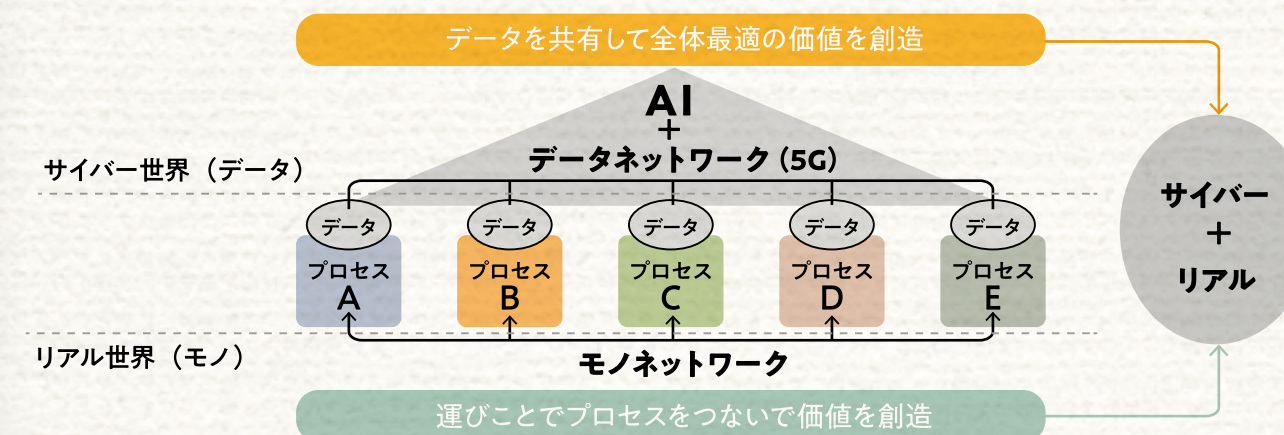 データを共有して全体最適の価値を創造
AI
+
データネットワーク(5G)
サイバー世界(データ)
データ データ データ データ データ
プロセス プロセス プロセス プロセス プロセス
A B C D E
サイバー
+
リアル
リアル世界(モノ)
モノネットワーク
運びことでプロセスをつないで価値を創造